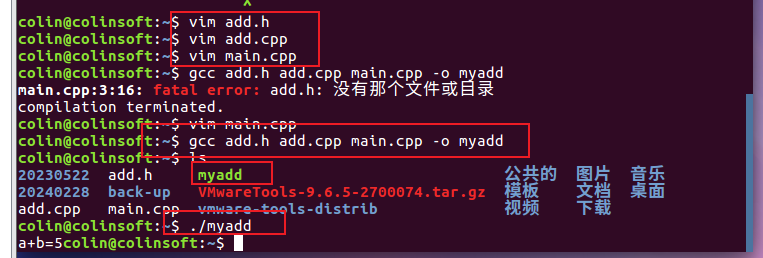 colin@colinsoft:~$ vim add.h
colin@colinsoft:~$ vim add.cpp
colin@colinsoft:~$ vim main.cpp
colin@colinsoft:~$ gcc add.h add.cpp main.cpp -o myadd
main.cpp:3:16: fatal error: add.h: 没有那个文件或目录
compilation terminated.
colin@colinsoft:~$ vim main.cpp
colin@colinsoft:~$ gcc add.h add.cpp main.cpp -o myadd
colin@colinsoft:~$ ls
20230522 add.h myadd 公共的 图片 音乐
20240228 back-up VMwareTools-9.6.5-2700074.tar.gz 模板 文档 桌面
add.cpp main.cpp vmware-tools-distrib 视频 下载
colin@colinsoft:~$ ./myadd
a+b=5colin@colinsoft:~$